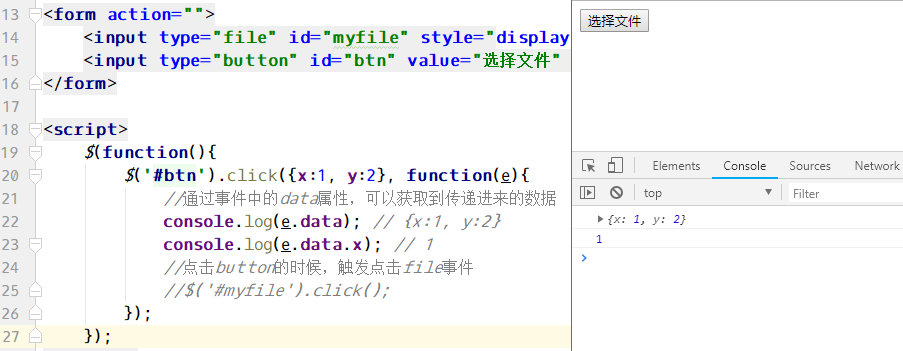 13 <form action="">
14 <input type="file" id="myfile" style="display
15 <input type="button" id="btn" value="选择文件"
16 </form>
17
18 <script>
19 $(function(){
20 $('#btn').click({x:1, y:2}, function(e){
21 //通过事件中的data属性，可以获取到传递进来的数据
22 console.log(e.data); // {x:1, y:2}
23 console.log(e.data.x); // 1
24 //点击button的时候，触发点击file事件
25 //$('#myfile').click();
26 });
27 });
选择文件
Elements Console Sources Network
top Filter
{x: 1, y: 2}
1